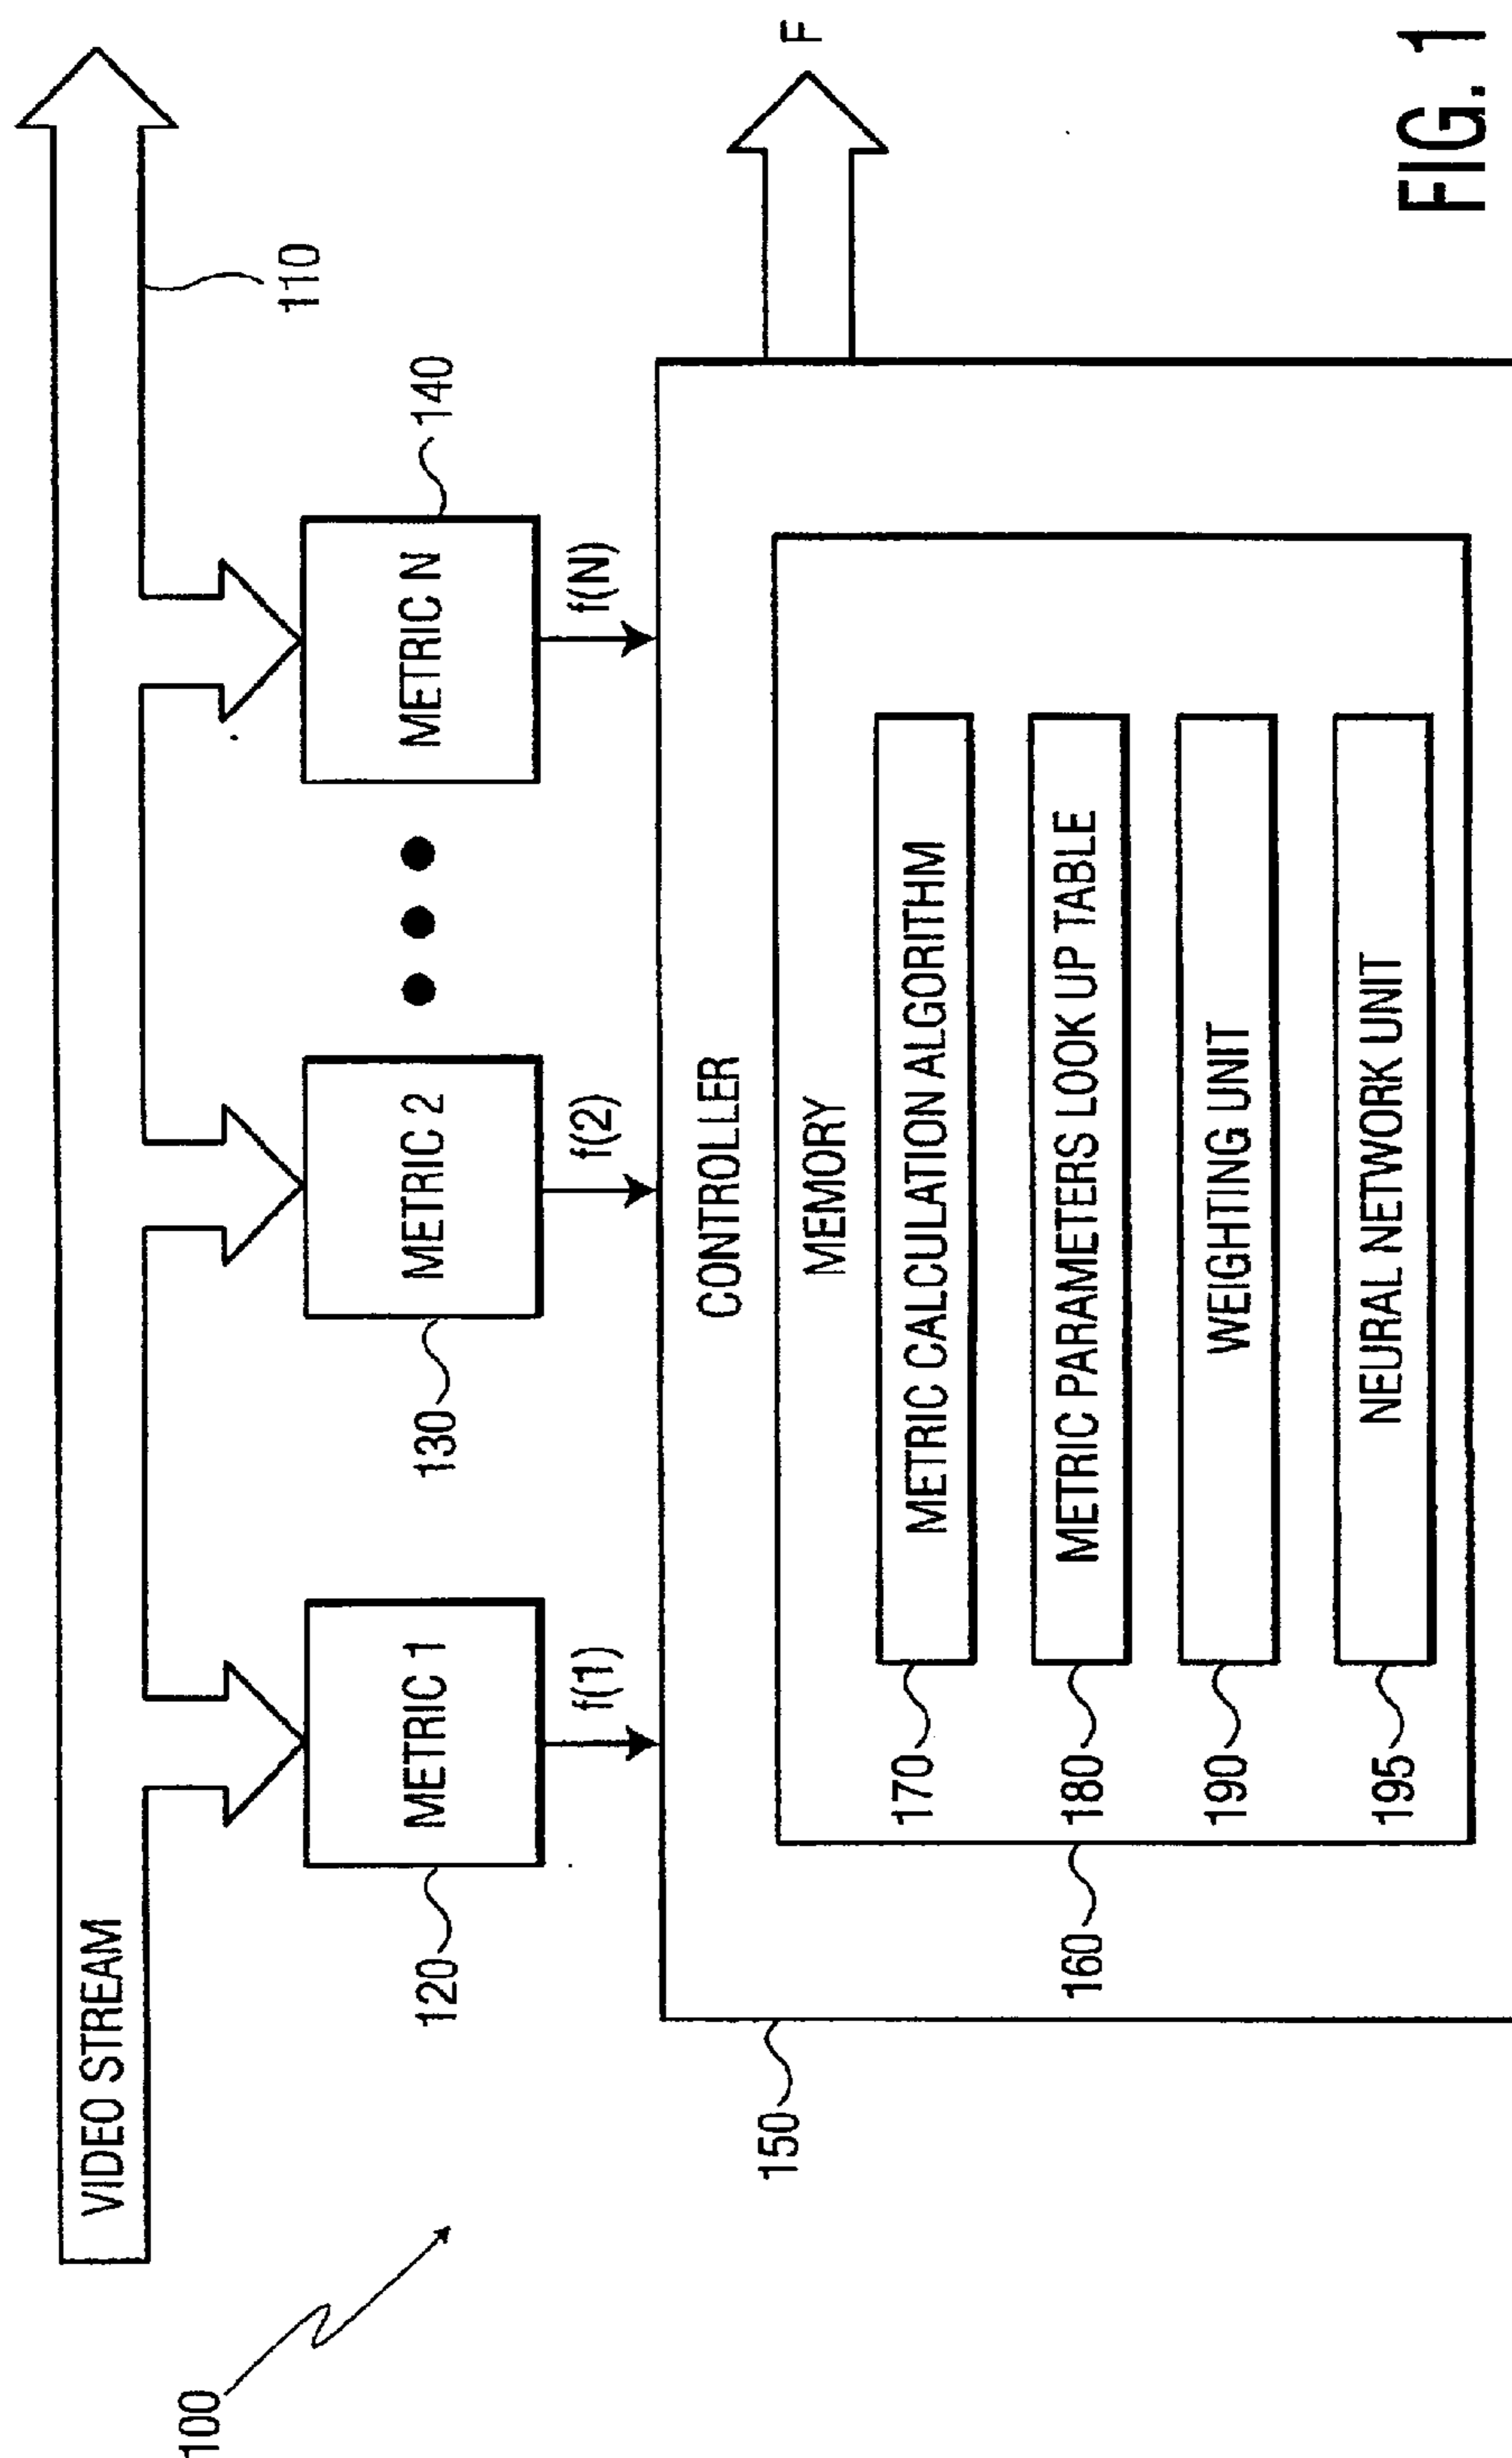 VIDEO STREAM
110
100
METRIC 1
METRIC 2
METRIC N
120
130
140
f(1)
f(2)
f(N)
150
CONTROLLER
F
160
MEMORY
170
METRIC CALCULATION ALGORITHM
180
METRIC PARAMETERS LOOK UP TABLE
190
WEIGHTING UNIT
195
NEURAL NETWORK UNIT
FIG. 1